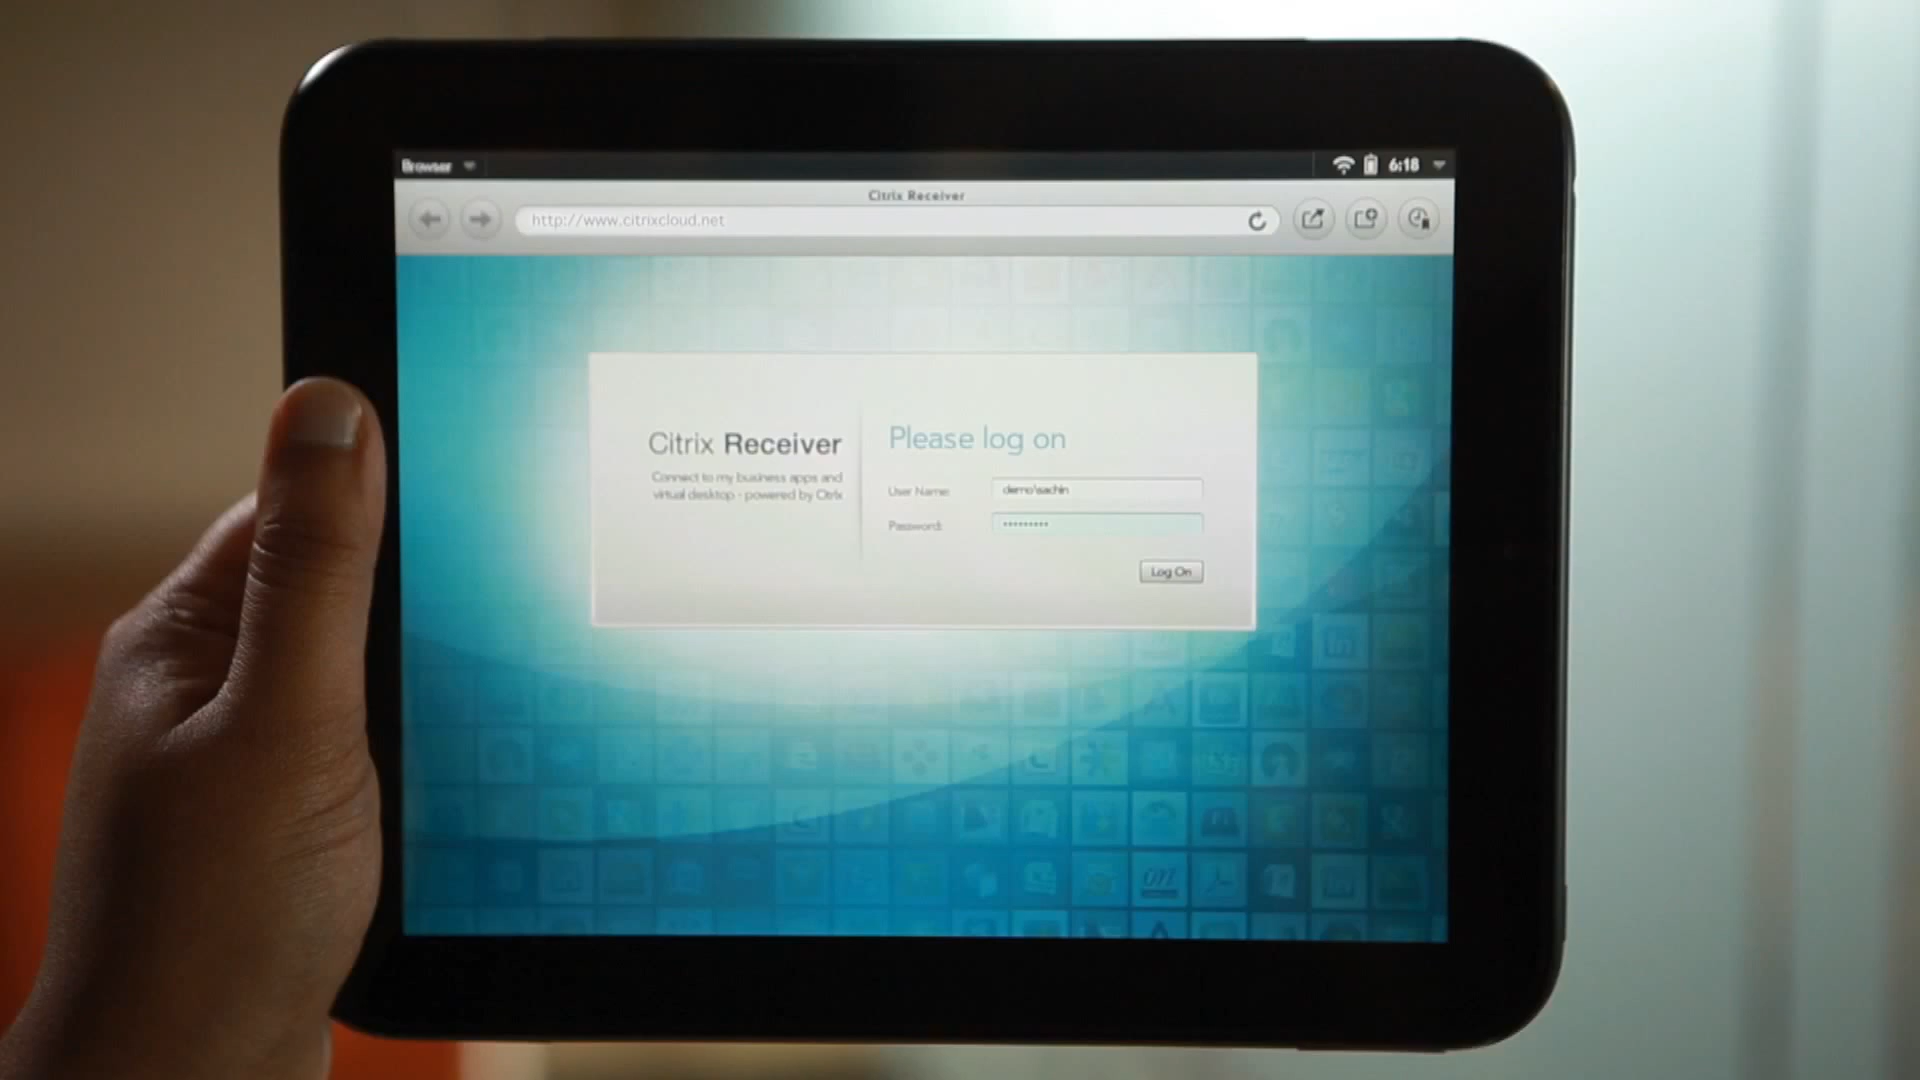 Browser
6:18
Citrix Receiver
http://www.citrixcloud.net
Citrix Receiver
Connect to my business apps and
virtual desktop - powered by Citrix
Please log on
User Name:
demo\sachin
Password:
•••••••••
Log On